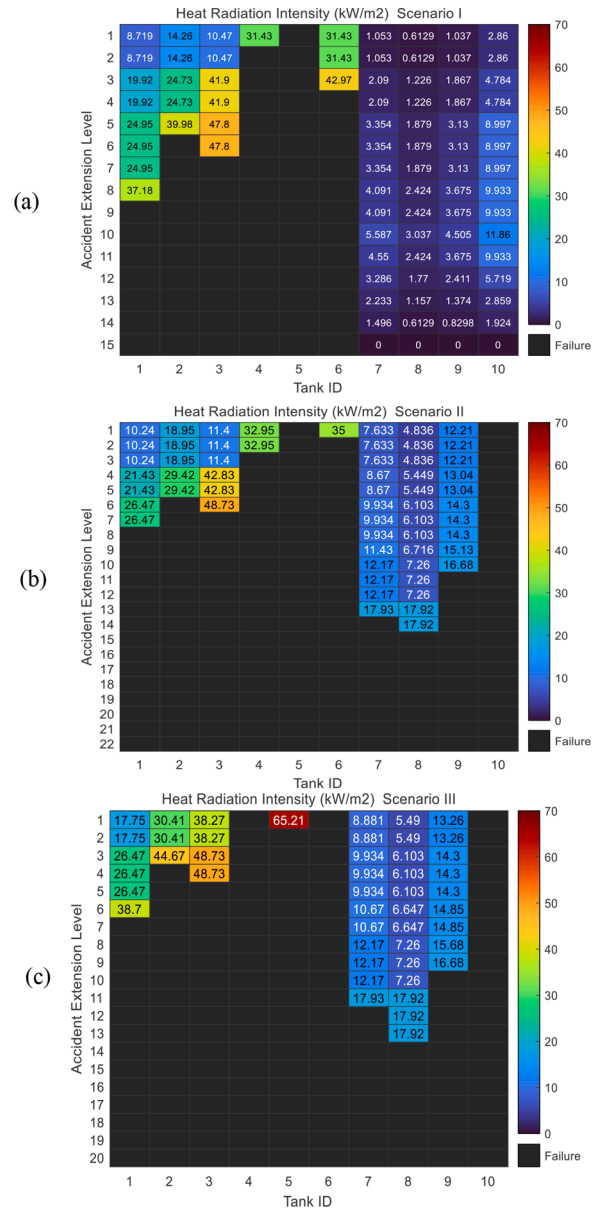 Heat Radiation Intensity (kW/m2)  Scenario I
70
1 8.719 14.26 10.47 31.43 31.43 1.053 0.6129 1.037 2.86
2 8.719 14.26 10.47 31.43 1.053 0.6129 1.037 2.86
60
3 19.92 24.73 41.9 42.97 2.09 1.226 1.867 4.784
4 19.92 24.73 41.9 2.09 1.226 1.867 4.784
50
5 24.95 39.98 47.8 3.354 1.879 3.13 8.997
6 24.95 47.8 3.354 1.879 3.13 8.997
40
7 24.95 3.354 1.879 3.13 8.997
8 37.18 4.091 2.424 3.675 9.933
30
9 4.091 2.424 3.675 9.933
10 5.587 3.037 4.505 11.86
20
11 4.55 2.424 3.675 9.933
12 3.286 1.77 2.411 5.719
10
13 2.233 1.157 1.374 2.859
14 1.496 0.6129 0.8298 1.924
0
15 0 0 0 0
Failure
1 2 3 4 5 6 7 8 9 10
Tank ID
Accident Extension Level
(a)
Heat Radiation Intensity (kW/m2)  Scenario II
70
1 10.24 18.95 11.4 32.95 35 7.633 4.836 12.21
2 10.24 18.95 11.4 32.95 7.633 4.836 12.21
3 10.24 18.95 11.4 7.633 4.836 12.21
60
4 21.43 29.42 42.83 8.67 5.449 13.04
5 21.43 29.42 42.83 8.67 5.449 13.04
50
6 26.47 48.73 9.934 6.103 14.3
7 26.47 9.934 6.103 14.3
8 9.934 6.103 14.3
40
9 11.43 6.716 15.13
10 12.17 7.26 16.68
11 12.17 7.26
30
12 12.17 7.26
13 17.93 17.92
20
14 17.92
15
16
10
17
18
19
0
20
21
22
Failure
1 2 3 4 5 6 7 8 9 10
Tank ID
Accident Extension Level
(b)
Heat Radiation Intensity (kW/m2)  Scenario III
70
1 17.75 30.41 38.27 65.21 8.881 5.49 13.26
2 17.75 30.41 38.27 8.881 5.49 13.26
60
3 26.47 44.67 48.73 9.934 6.103 14.3
4 26.47 48.73 9.934 6.103 14.3
5 26.47 9.934 6.103 14.3
50
6 38.7 10.67 6.647 14.85
7 10.67 6.647 14.85
40
8 12.17 7.26 15.68
9 12.17 7.26 16.68
10 12.17 7.26
30
11 17.93 17.92
12 17.92
20
13 17.92
14
15
10
16
17
18
0
19
20
Failure
1 2 3 4 5 6 7 8 9 10
Tank ID
Accident Extension Level
(c)